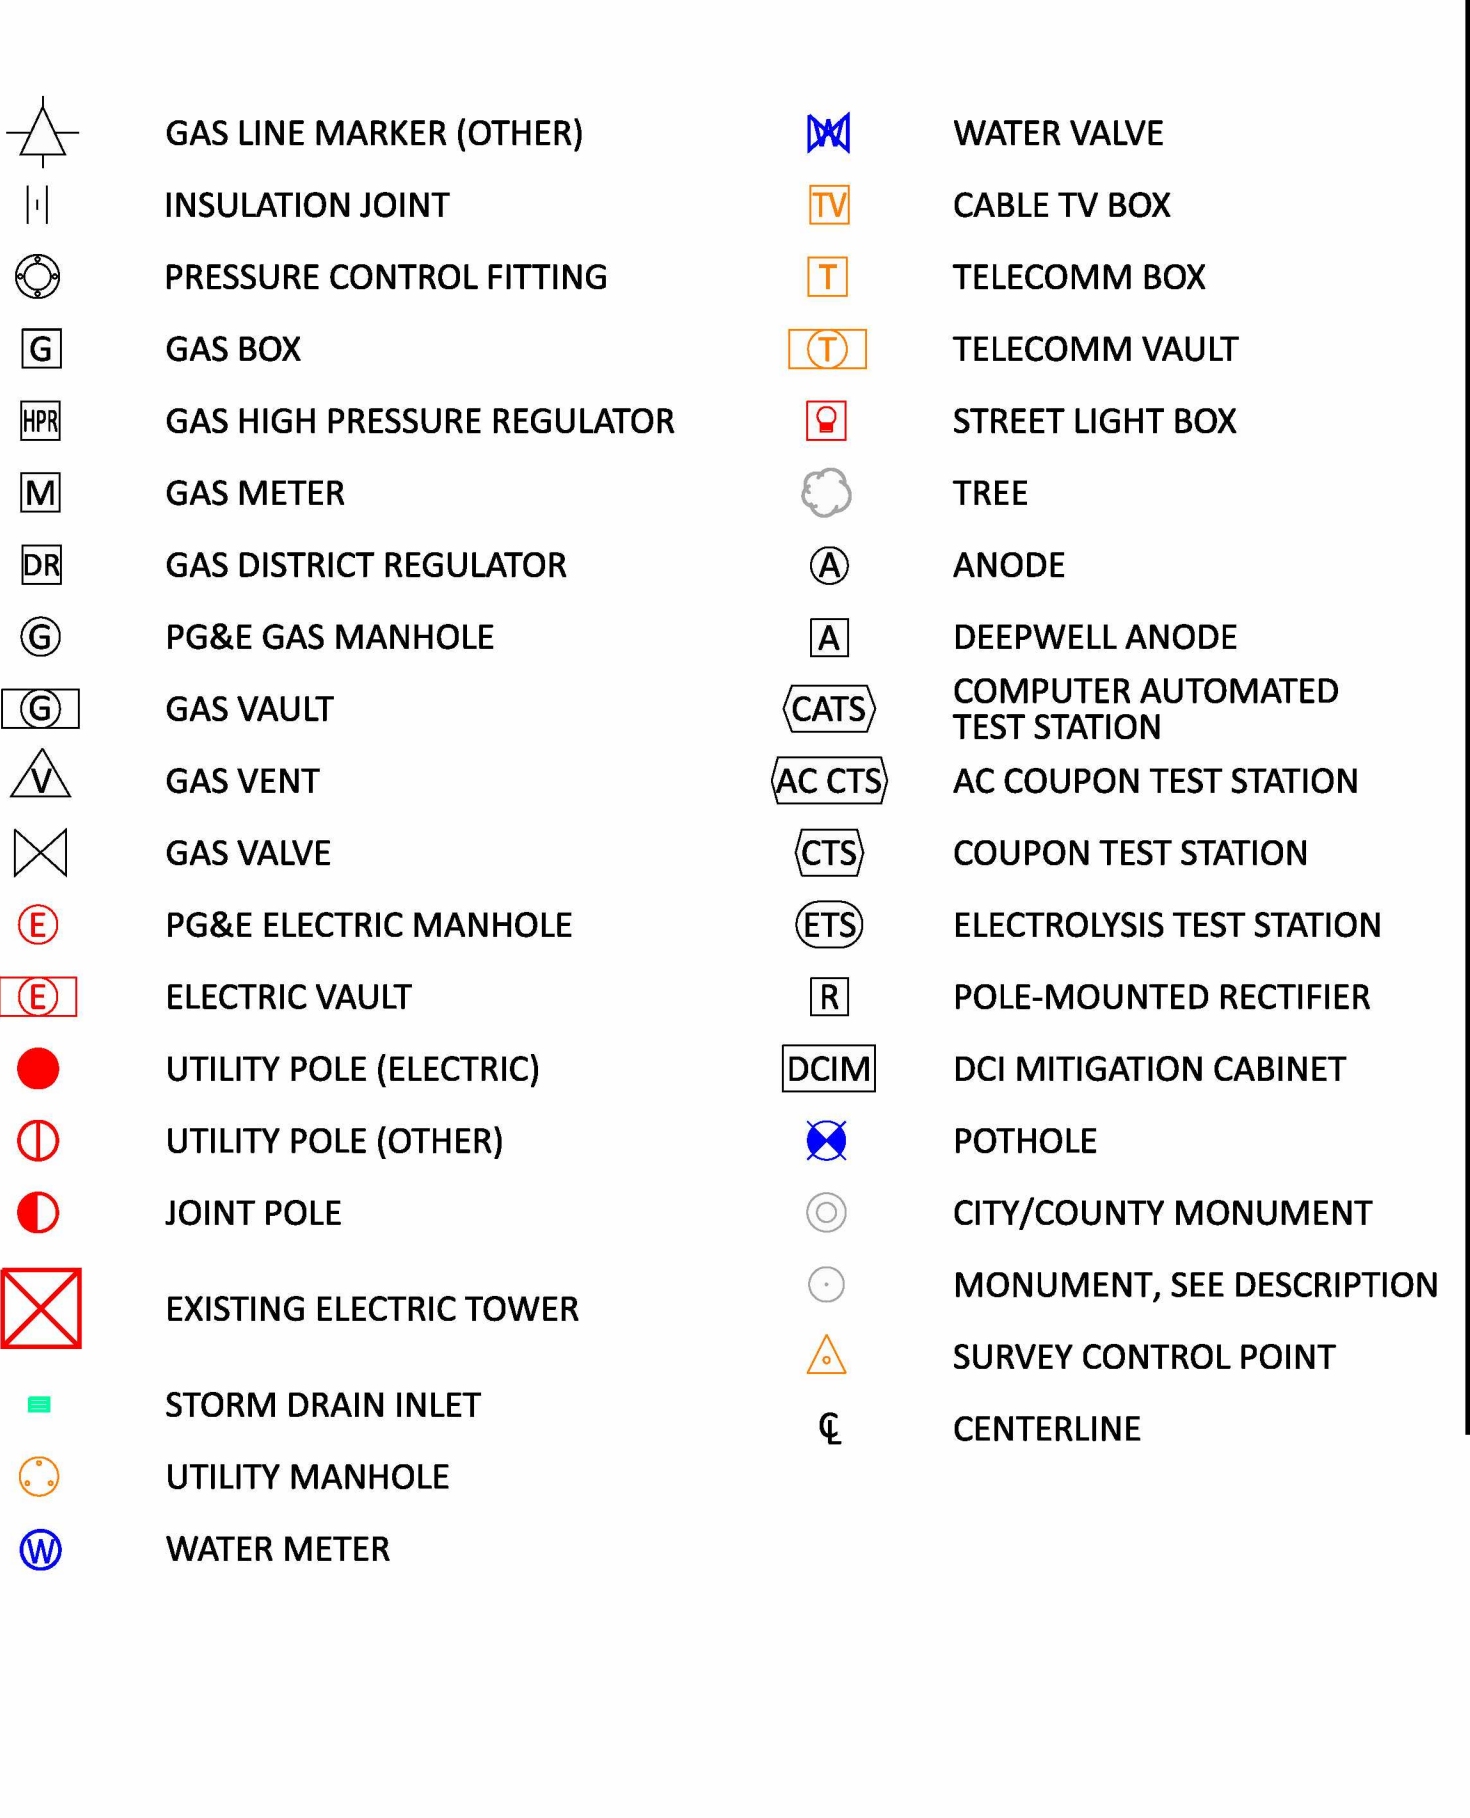 GAS LINE MARKER (OTHER)
INSULATION JOINT
PRESSURE CONTROL FITTING
G GAS BOX
HPR GAS HIGH PRESSURE REGULATOR
M GAS METER
DR GAS DISTRICT REGULATOR
G PG&E GAS MANHOLE
G GAS VAULT
V GAS VENT
GAS VALVE
E PG&E ELECTRIC MANHOLE
E ELECTRIC VAULT
UTILITY POLE (ELECTRIC)
UTILITY POLE (OTHER)
JOINT POLE
EXISTING ELECTRIC TOWER
STORM DRAIN INLET
UTILITY MANHOLE
W WATER METER
W WATER VALVE
TV CABLE TV BOX
T TELECOMM BOX
T TELECOMM VAULT
STREET LIGHT BOX
TREE
A ANODE
A DEEPWELL ANODE
CATS COMPUTER AUTOMATED
TEST STATION
AC CTS AC COUPON TEST STATION
CTS COUPON TEST STATION
ETS ELECTROLYSIS TEST STATION
R POLE-MOUNTED RECTIFIER
DCIM DCI MITIGATION CABINET
POTHOLE
CITY/COUNTY MONUMENT
MONUMENT, SEE DESCRIPTION
SURVEY CONTROL POINT
℄ CENTERLINE